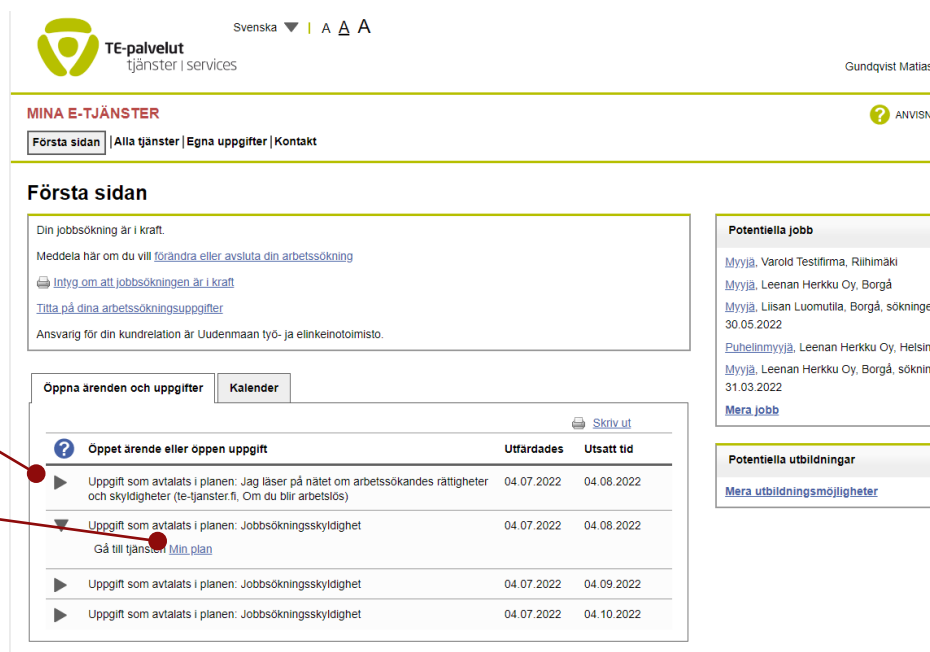 Svenska | A A A
TE-palvelut
tjänster | services
Gundqvist Matias
MINA E-TJÄNSTER
? ANVISN
Första sidan | Alla tjänster | Egna uppgifter | Kontakt
Första sidan
Din jobbsökning är i kraft.
Meddela här om du vill förändra eller avsluta din arbetssökning
Intyg om att jobbsökningen är i kraft
Titta på dina arbetssökningsuppgifter
Ansvarig för din kundrelation är Uudenmaan työ- ja elinkeinotoimisto.
Potentiella jobb
Myyjä, Varold Testifirma, Riihimäki
Myyjä, Leenan Herkku Oy, Borgå
Myyjä, Liisan Luomutila, Borgå, sökninge
30.05.2022
Puhelinmyyjä, Leenan Herkku Oy, Helsin
Myyjä, Leenan Herkku Oy, Borgå, söknin
31.03.2022
Mera jobb
Potentiella utbildningar
Mera utbildningsmöjligheter
Öppna ärenden och uppgifter
Kalender
Skriv ut
? Öppet ärende eller öppen uppgift Utfärdades Utsatt tid
Uppgift som avtalats i planen: Jag läser på nätet om arbetssökandes rättigheter 04.07.2022 04.08.2022
och skyldigheter (te-tjanster.fi, Om du blir arbetslös)
Uppgift som avtalats i planen: Jobbsökningsskyldighet 04.07.2022 04.08.2022
Gå till tjänsten Min plan
Uppgift som avtalats i planen: Jobbsökningsskyldighet 04.07.2022 04.09.2022
Uppgift som avtalats i planen: Jobbsökningsskyldighet 04.07.2022 04.10.2022